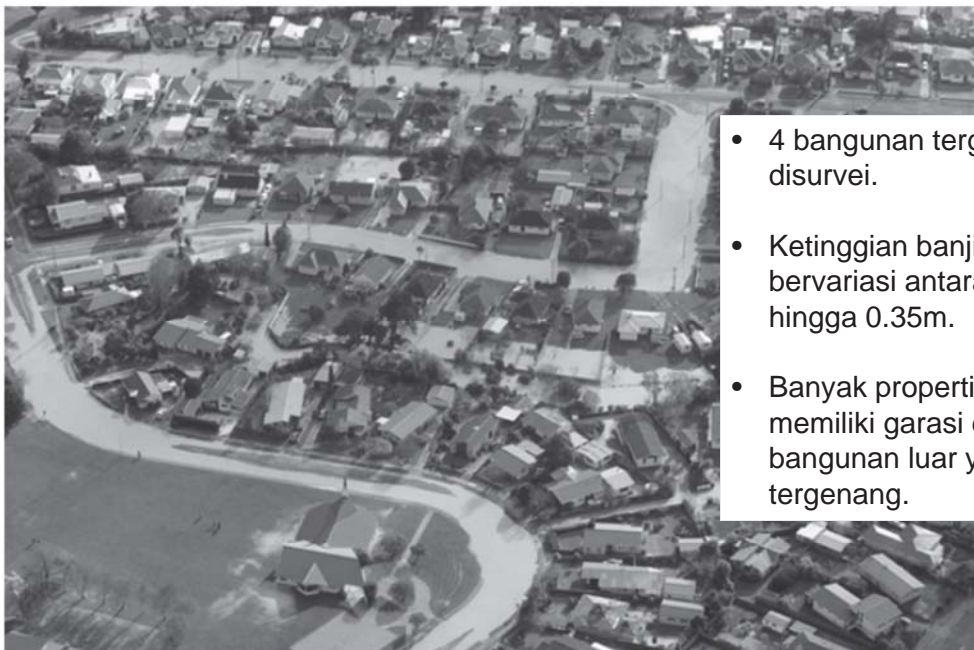 • 4 bangunan terg
disurvei.
• Ketinggian banji
bervariasi antara
hingga 0.35m.
• Banyak properti
memiliki garasi
bangunan luar y
tergenang.